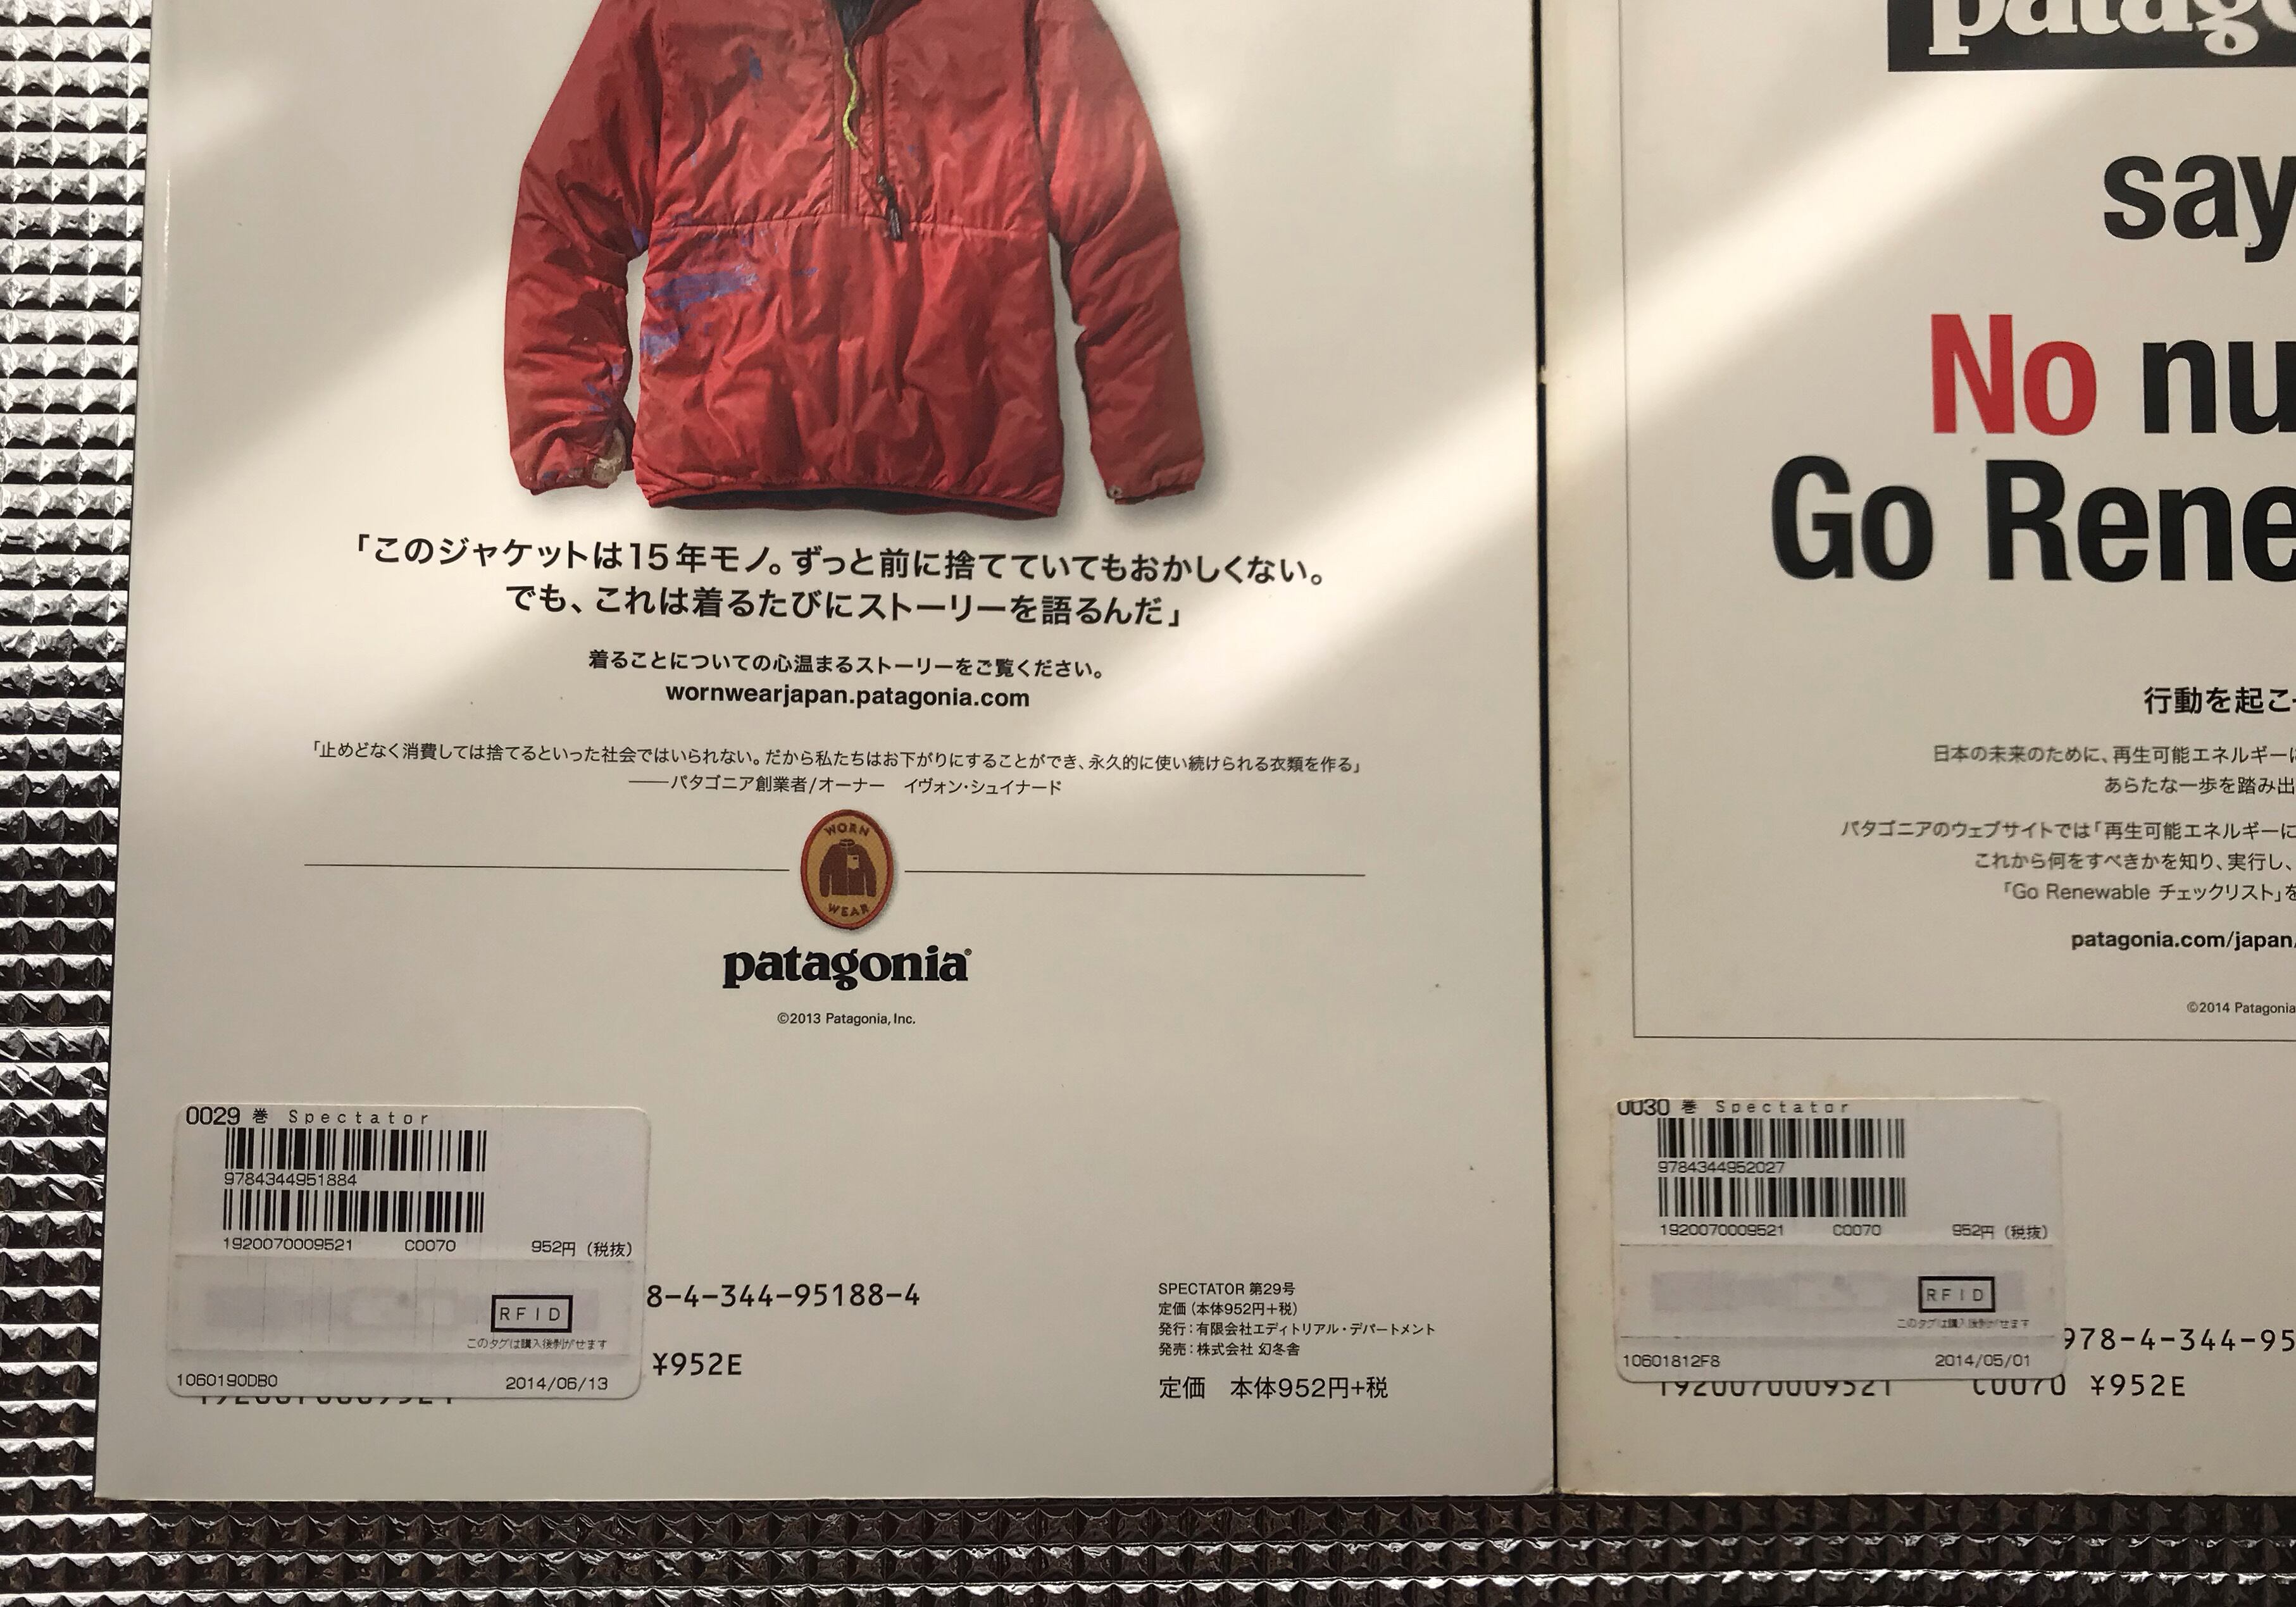 「このジャケットは15年モノ。ずっと前に捨てていてもおかしくない。
でも、これは着るたびにストーリーを語るんだ」
着ることについての心温まるストーリーをご覧ください。
wornwearjapan.patagonia.com
「止めどなく消費しては捨てるといった社会ではいられない。だから私たちはお下がりにすることができ、永久的に使い続けられる衣類を作る」
——パタゴニア創業者/オーナー　イヴォン・シュイナード
WORN
WEAR
patagonia®
©2013 Patagonia, Inc.
0029 巻 Spectator
9784344951884
1920070009521 C0070 952円 (税抜)
RFID
このタグは購入後剥がせます
1060190DB0 2014/06/13
8-4-344-95188-4
¥952E
1920070009521
SPECTATOR 第29号
定価 (本体952円+税)
発行：有限会社エディトリアル・デパートメント
発売：株式会社 幻冬舎
定価　本体952円+税
patago
say
No nu
Go Rene
行動を起こ
日本の未来のために、再生可能エネルギーに
あらたな一歩を踏み出
パタゴニアのウェブサイトでは「再生可能エネルギーに
これから何をすべきかを知り、実行し、
「Go Renewable チェックリスト」を
patagonia.com/japan/
©2014 Patagonia
0030 巻 Spectator
9784344952027
1920070009521 C0070 952円 (税抜)
RFID
このタグは購入後剥がせます
10601812F8 2014/05/01
978-4-344-95
1920070009521 C0070 ¥952E